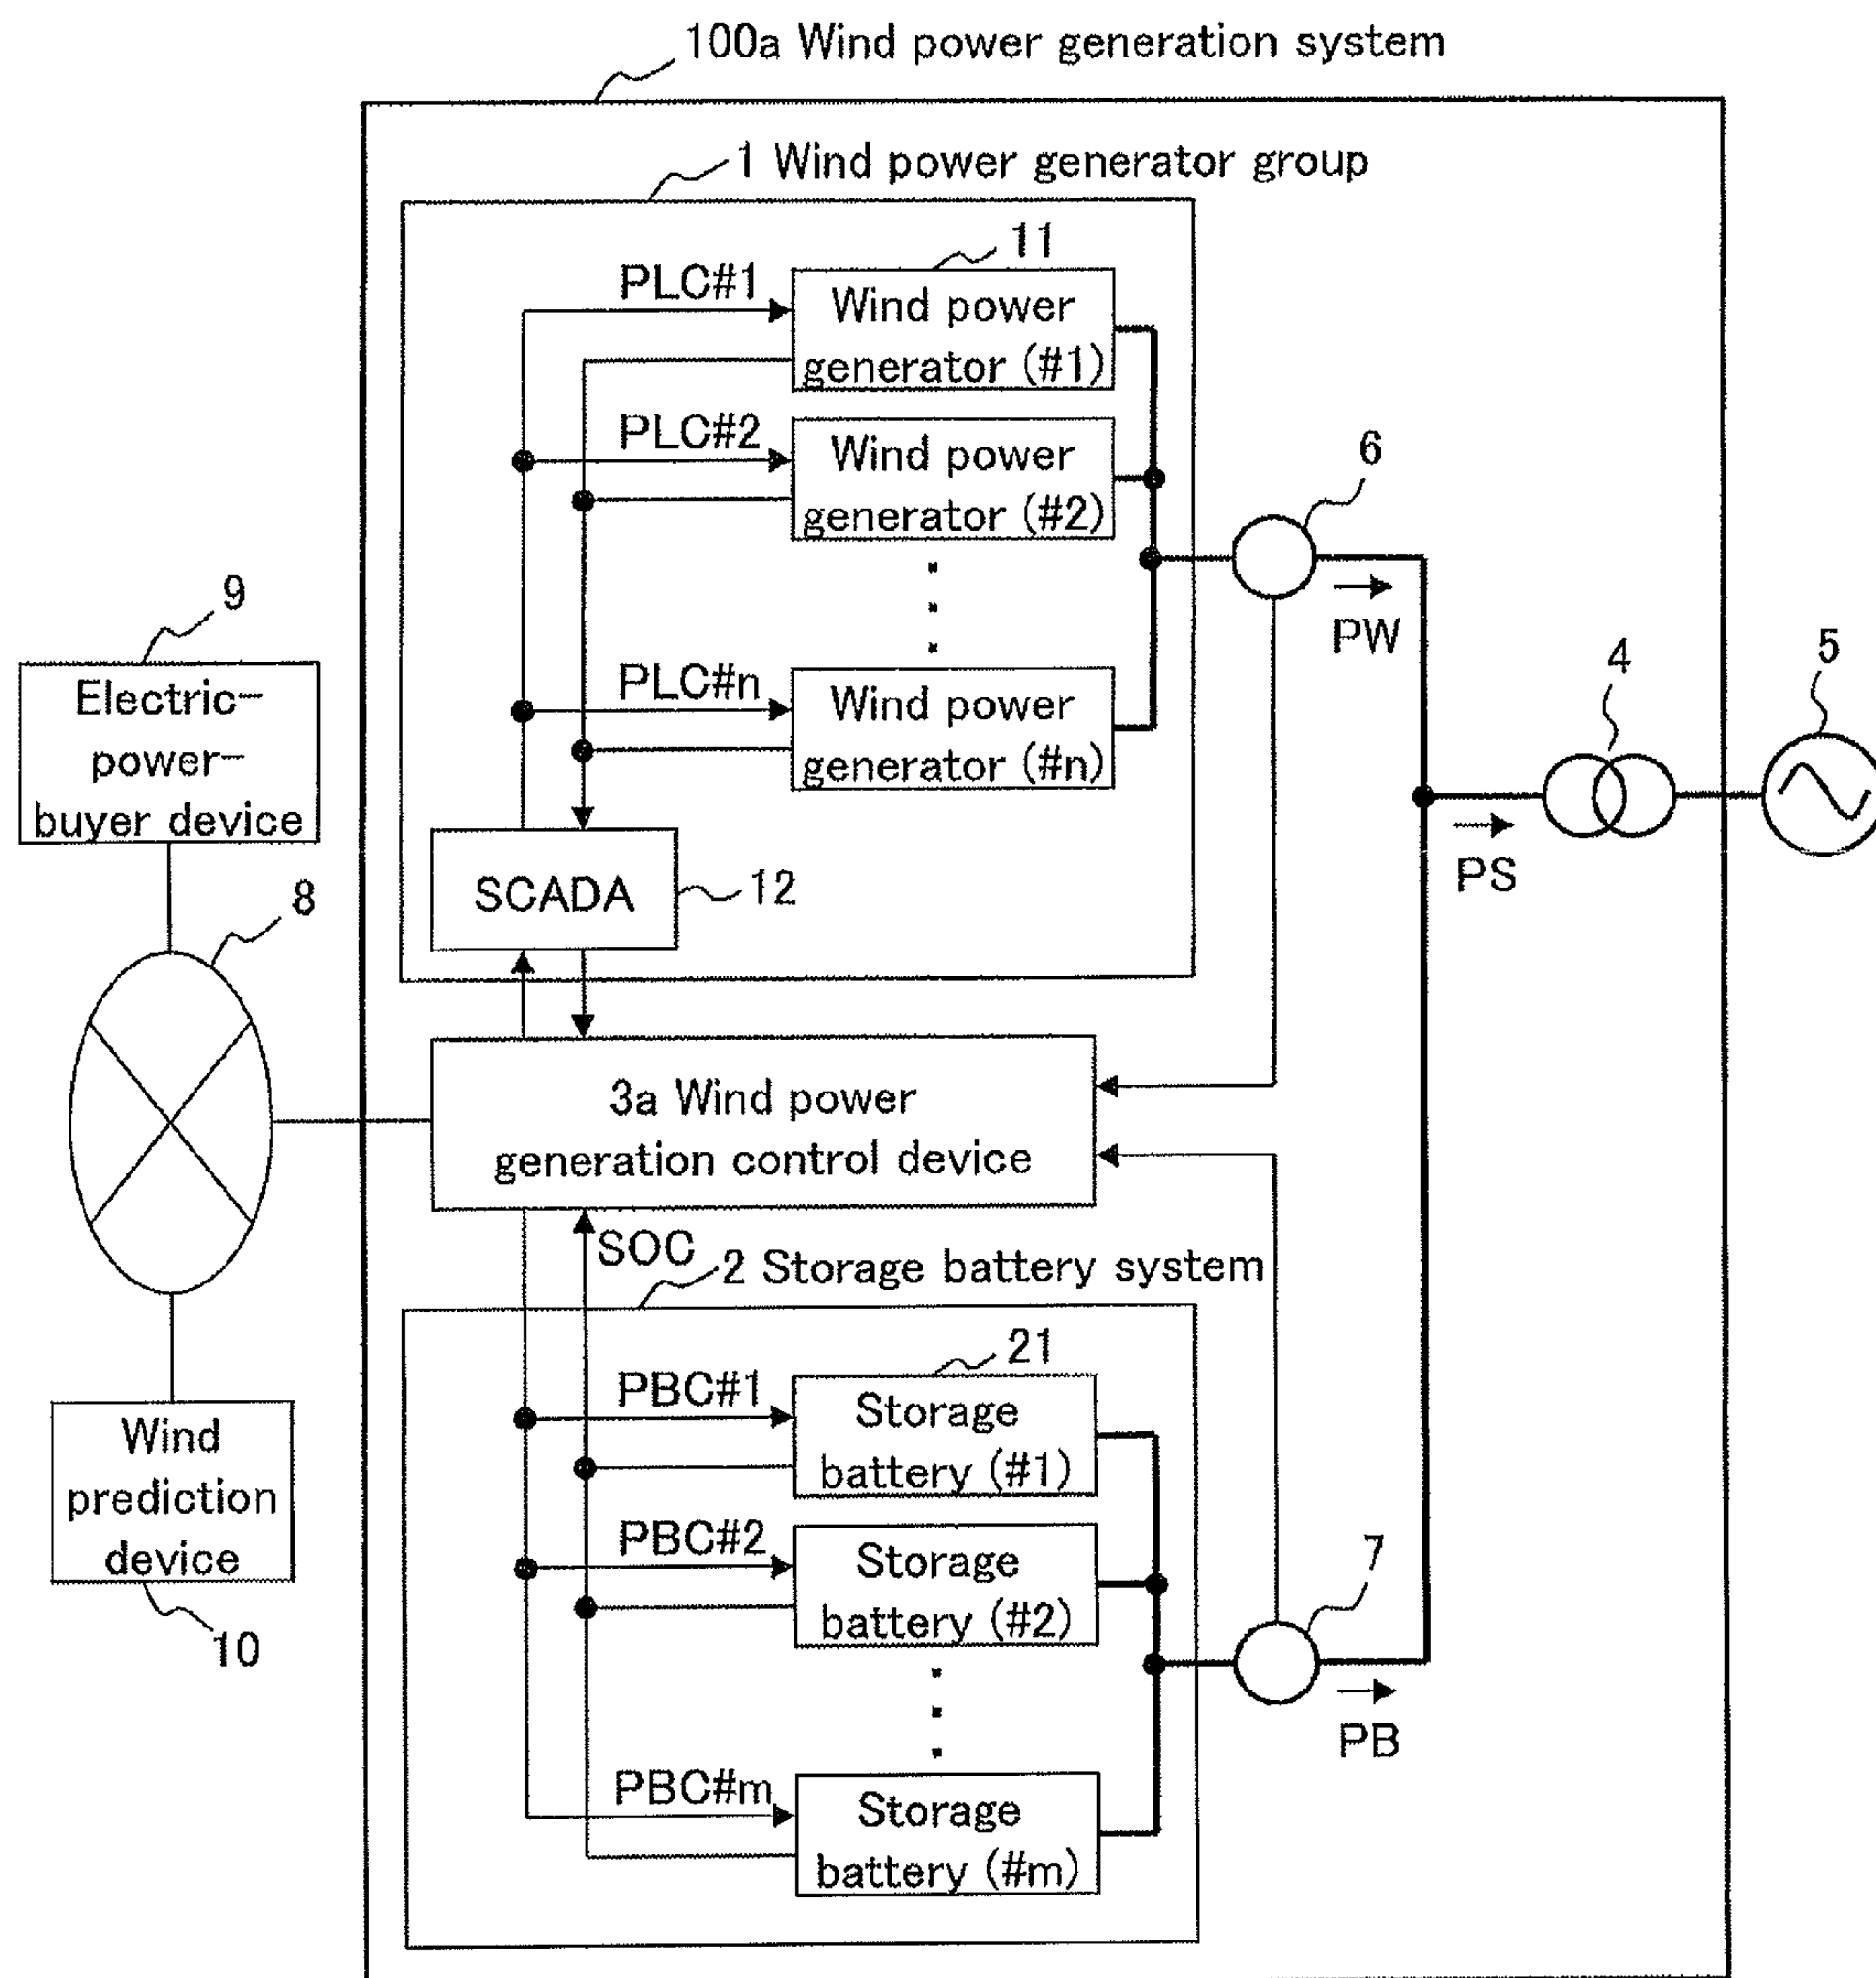 100a Wind power generation system
1 Wind power generator group
11
PLC#1
Wind power
generator (#1)
PLC#2
Wind power
generator (#2)
6
PW
PLC#n
Wind power
generator (#n)
4
5
9
Electric-
power-
buyer device
SCADA
12
PS
8
3a Wind power
generation control device
SOC
2 Storage battery system
21
PBC#1
Storage
battery (#1)
PBC#2
Storage
battery (#2)
7
PB
Wind
prediction
device
10
PBC#m
Storage
battery (#m)